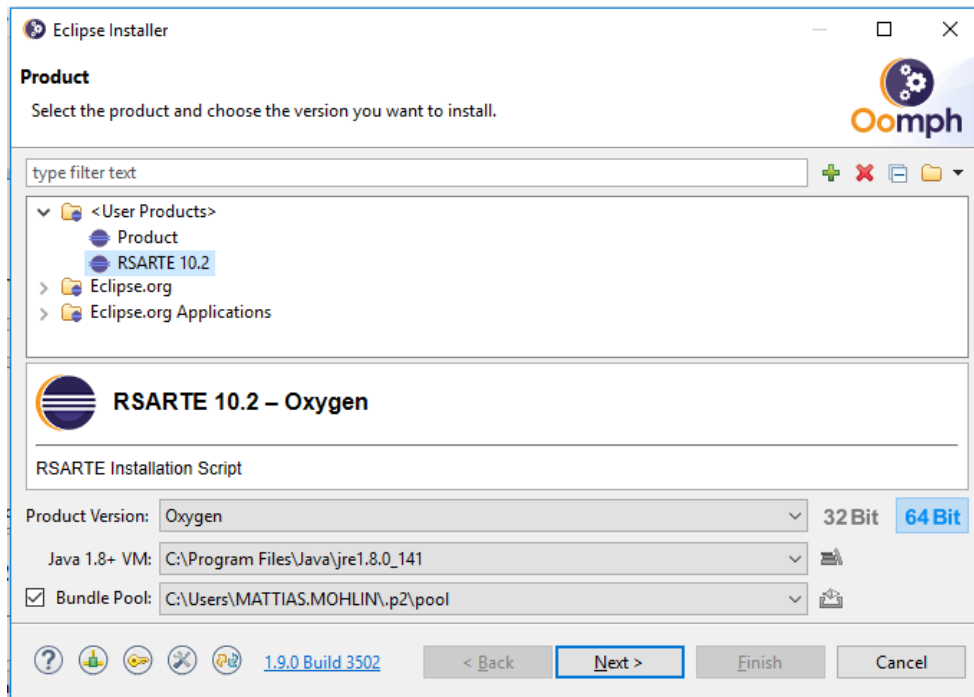 Eclipse Installer
Product
Select the product and choose the version you want to install.
Oomph
type filter text
<User Products>
Product
RSARTE 10.2
Eclipse.org
Eclipse.org Applications
RSARTE 10.2 – Oxygen
RSARTE Installation Script
Product Version: Oxygen 32 Bit 64 Bit
Java 1.8+ VM: C:\Program Files\Java\jre1.8.0_141
Bundle Pool: C:\Users\MATTIAS.MOHLIN\.p2\pool
? 1.9.0 Build 3502 < Back Next > Finish Cancel